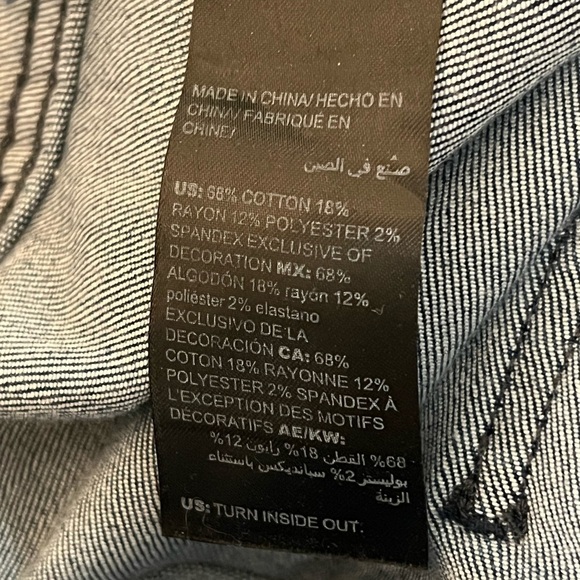 MADE IN CHINA/ HECHO EN
CHINA/ FABRIQUÉ EN
CHINE/
صنع في الصين
US: 68% COTTON 18%
RAYON 12% POLYESTER 2%
SPANDEX EXCLUSIVE OF
DECORATION MX: 68%
ALGODÓN 18% rayón 12%
poliéster 2% elastano
EXCLUSIVO DE LA
DECORACIÓN CA: 68%
COTON 18% RAYONNE 12%
POLYESTER 2% SPANDEX À
L'EXCEPTION DES MOTIFS
DÉCORATIFS AE/KW:
68% القطن 18% رايون 12%
بوليستر 2% سبانديكس باستثناء
الزينة
US: TURN INSIDE OUT.